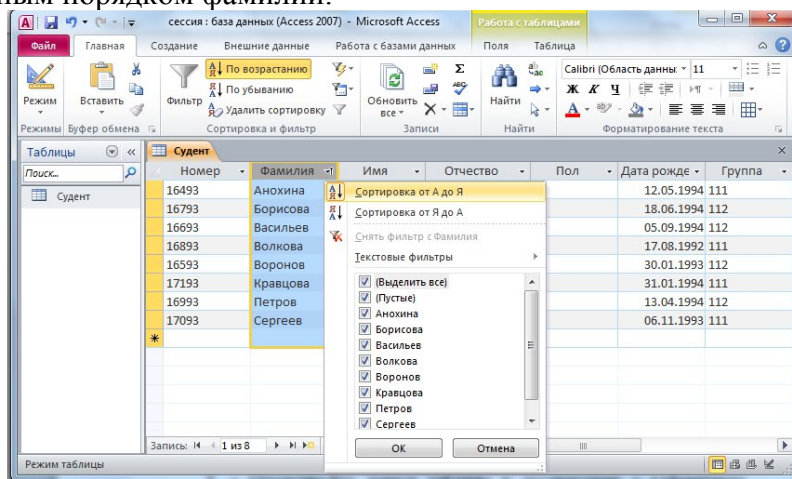 ным порядком фамилии.
сессия : база данных (Access 2007) - Microsoft Access
Работа с таблицами
Файл Главная Создание Внешние данные Работа с базами данных Поля Таблица
Режим
Вставить
Фильтр
По возрастанию
По убыванию
Удалить сортировку
Обновить все
Найти
Calibri (Область данны 11
Ж К Ч
Режимы Буфер обмена Сортировка и фильтр Записи Найти Форматирование текста
Таблицы
Поиск...
Судент
Судент
Номер Фамилия Имя Отчество Пол Дата рожде Группа
16493 Анохина 12.05.1994 111
16793 Борисова 18.06.1994 112
16693 Васильев 05.09.1994 112
16893 Волкова 17.08.1992 111
16593 Воронов 30.01.1993 112
17193 Кравцова 31.01.1994 111
16993 Петров 13.04.1994 112
17093 Сергеев 06.11.1993 111
Сортировка от А до Я
Сортировка от Я до А
Снять фильтр с Фамилия
Текстовые фильтры
(Выделить все)
(Пустые)
Анохина
Борисова
Васильев
Волкова
Воронов
Кравцова
Петров
Сергеев
ОК Отмена
Запись: 1 из 8
Режим таблицы